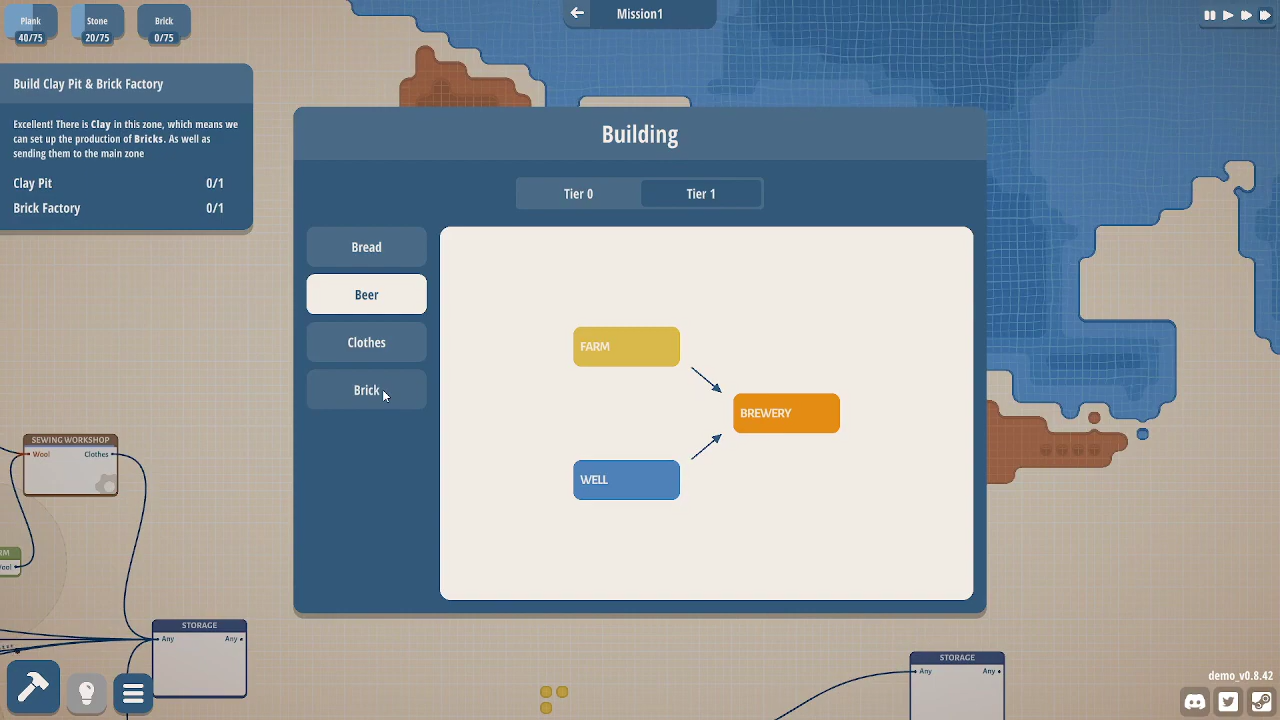 Plank
40/75
Stone
20/75
Brick
0/75
Mission1
Build Clay Pit & Brick Factory
Excellent! There is Clay in this zone, which means we
can set up the production of Bricks. As well as
sending them to the main zone
Clay Pit 0/1
Brick Factory 0/1
Building
Tier 0
Tier 1
Bread
Beer
Clothes
Brick
FARM
BREWERY
WELL
SEWING WORKSHOP
Wool
Clothes
STORAGE
Any
Any
STORAGE
Any
Any
demo_v0.8.42